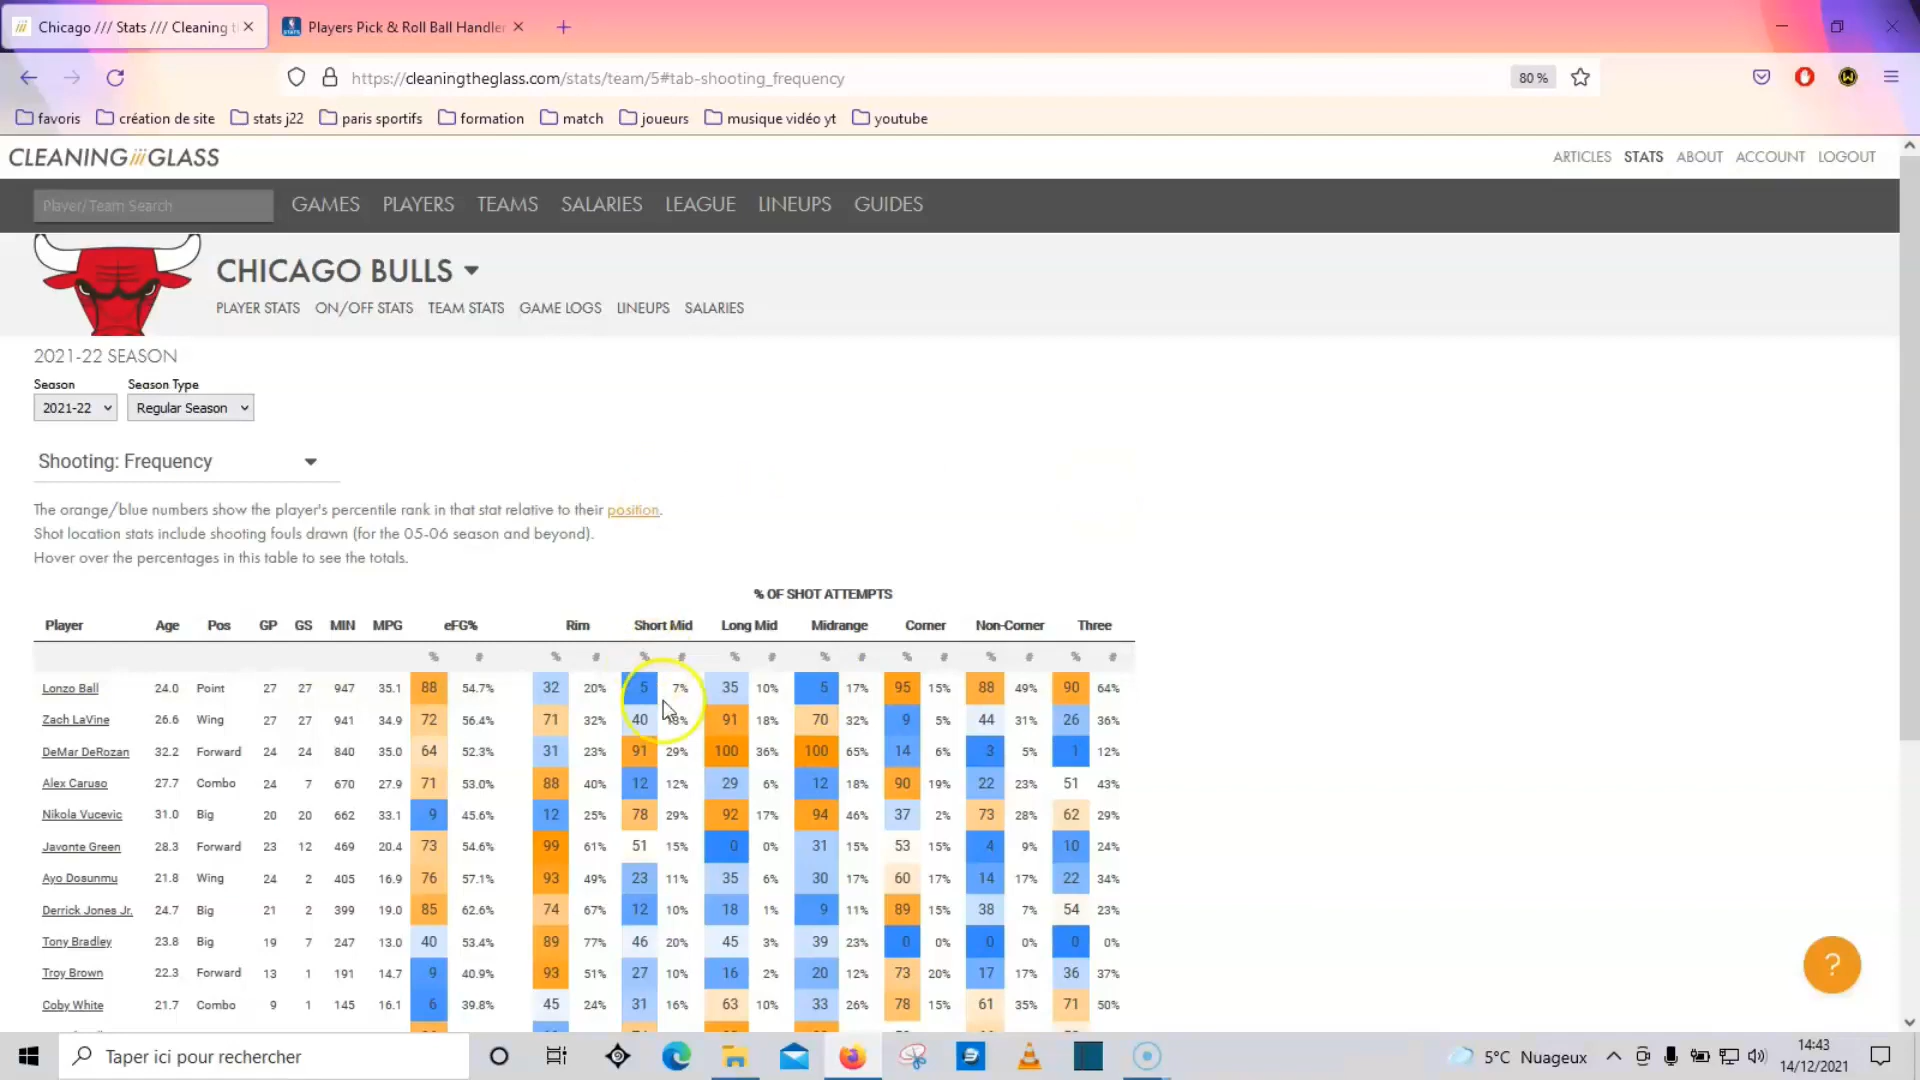 Chicago /// Stats /// Cleaning t
Players Pick & Roll Ball Handler
https://cleaningtheglass.com/stats/team/5#tab-shooting_frequency
80 %
favoris création de site stats j22 paris sportifs formation match joueurs musique vidéo yt youtube
CLEANING iii GLASS
ARTICLES STATS ABOUT ACCOUNT LOGOUT
Player/Team Search GAMES PLAYERS TEAMS SALARIES LEAGUE LINEUPS GUIDES
CHICAGO BULLS
PLAYER STATS ON/OFF STATS TEAM STATS GAME LOGS LINEUPS SALARIES
2021-22 SEASON
Season Season Type
2021-22 Regular Season
Shooting: Frequency
The orange/blue numbers show the player's percentile rank in that stat relative to their position.
Shot location stats include shooting fouls drawn (for the 05-06 season and beyond).
Hover over the percentages in this table to see the totals.
% OF SHOT ATTEMPTS
Player Age Pos GP GS MIN MPG eFG% Rim Short Mid Long Mid Midrange Corner Non-Corner Three
% # % # % # % # % # % # % # % #
Lonzo Ball 24.0 Point 27 27 947 35.1 88 54.7% 32 20% 5 7% 35 10% 5 17% 95 15% 88 49% 90 64%
Zach LaVine 26.6 Wing 27 27 941 34.9 72 56.4% 71 32% 40 91 18% 70 32% 9 5% 44 31% 26 36%
DeMar DeRozan 32.2 Forward 24 24 840 35.0 64 52.3% 31 23% 91 29% 100 36% 100 65% 14 6% 3 5% 1 12%
Alex Caruso 27.7 Combo 24 7 670 27.9 71 53.0% 88 40% 12 12% 29 6% 12 18% 90 19% 22 23% 51 43%
Nikola Vucevic 31.0 Big 20 20 662 33.1 9 45.6% 12 25% 78 29% 92 17% 94 46% 37 2% 73 28% 62 29%
Javonte Green 28.3 Forward 23 12 469 20.4 73 54.6% 99 61% 51 15% 0 0% 31 15% 53 15% 4 9% 10 24%
Ayo Dosunmu 21.8 Wing 24 2 405 16.9 76 57.1% 93 49% 23 11% 35 6% 30 17% 60 17% 14 17% 22 34%
Derrick Jones Jr. 24.7 Big 21 2 399 19.0 85 62.6% 74 67% 12 10% 18 1% 9 11% 89 15% 38 7% 54 23%
Tony Bradley 23.8 Big 19 7 247 13.0 40 53.4% 89 77% 46 20% 45 3% 39 23% 0 0% 0 0% 0 0%
Troy Brown 22.3 Forward 13 1 191 14.7 9 40.9% 93 51% 27 10% 16 2% 20 12% 73 20% 17 17% 36 37%
Coby White 21.7 Combo 9 1 145 16.1 6 39.8% 45 24% 31 16% 63 10% 33 26% 78 15% 61 35% 71 50%
?
Taper ici pour rechercher
5°C Nuageux
14:43
14/12/2021